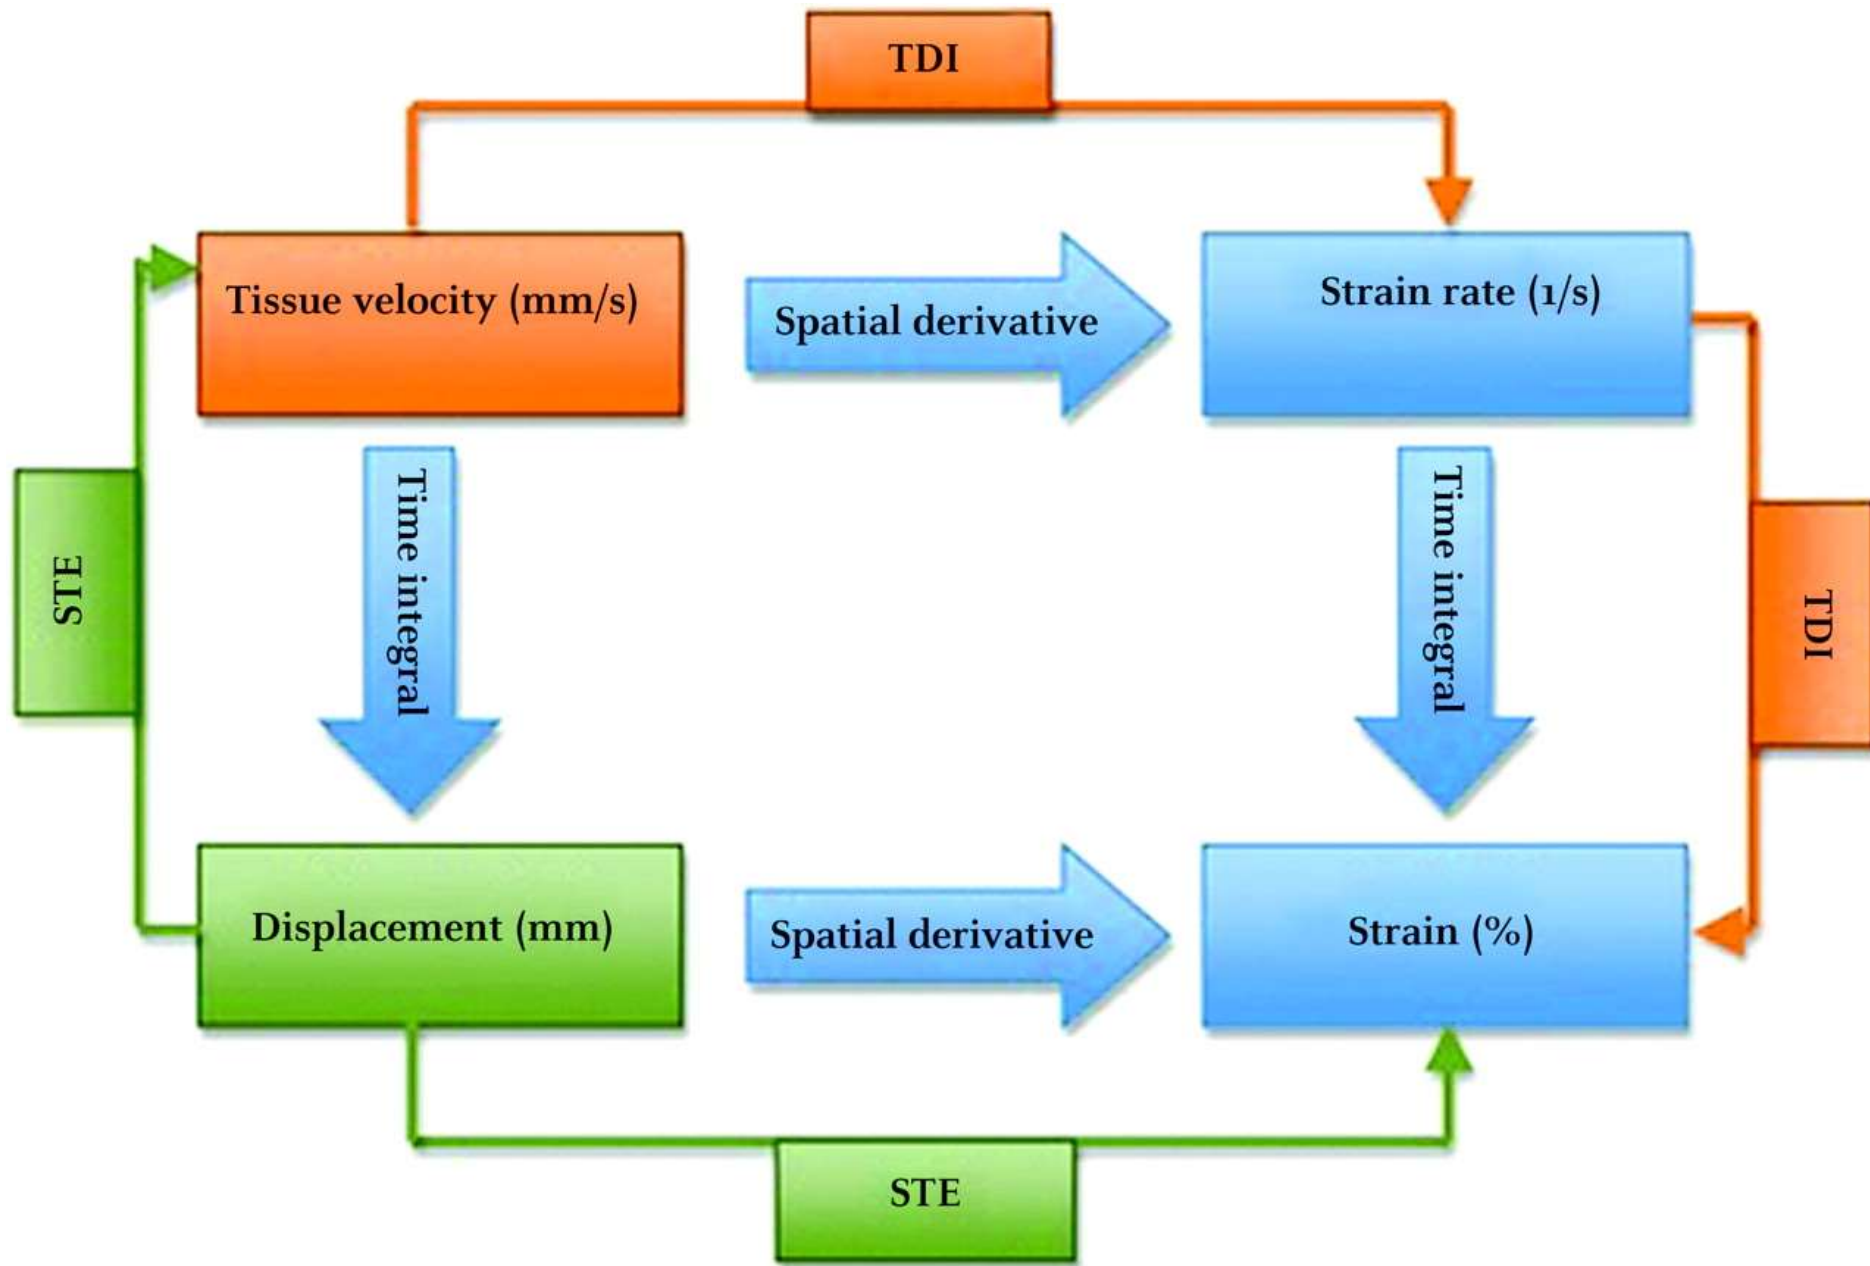 TDI
Tissue velocity (mm/s)
Spatial derivative
Strain rate (1/s)
STE
Time integral
Time integral
TDI
Displacement (mm)
Spatial derivative
Strain (%)
STE